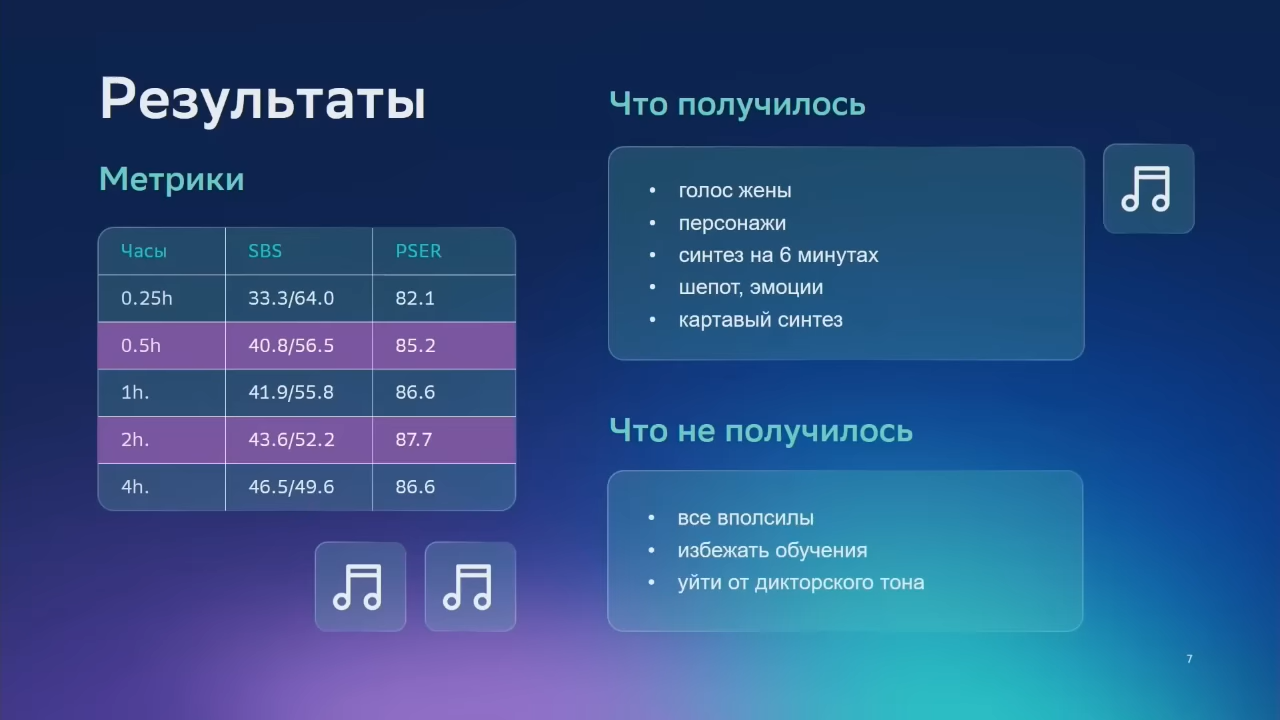 Результаты
Метрики
Часы SBS PSER
0.25h 33.3/64.0 82.1
0.5h 40.8/56.5 85.2
1h. 41.9/55.8 86.6
2h. 43.6/52.2 87.7
4h. 46.5/49.6 86.6
Что получилось
• голос жены
• персонажи
• синтез на 6 минутах
• шепот, эмоции
• картавый синтез
Что не получилось
• все вполсилы
• избежать обучения
• уйти от дикторского тона
7